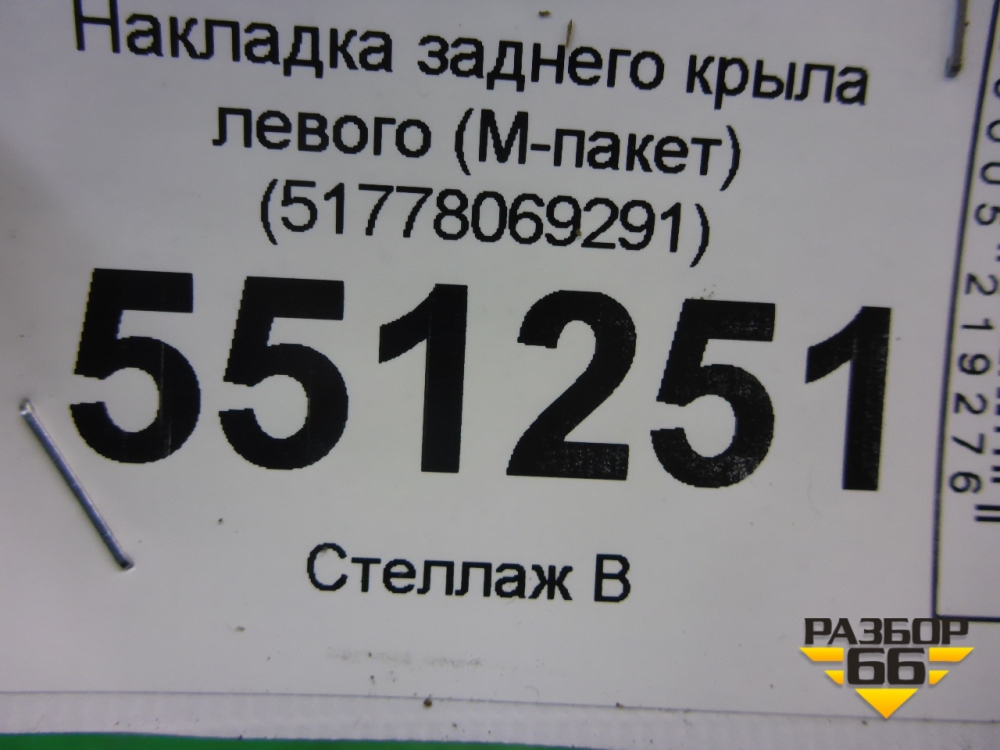 Накладка заднего крыла
левого (М-пакет)
(51778069291)
551251
Стеллаж В
РАЗБОР
66